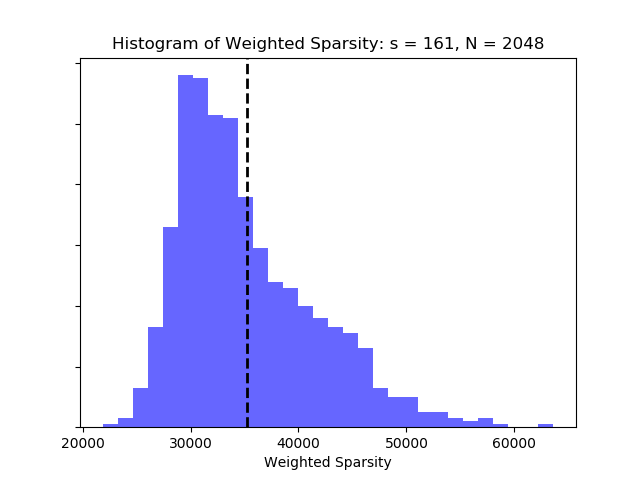 Histogram of Weighted Sparsity: s = 161, N = 2048
20000 30000 40000 50000 60000
Weighted Sparsity